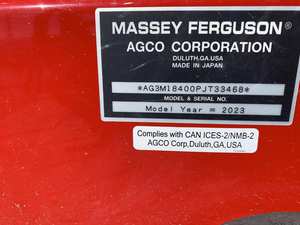 MASSEY FERGUSON®
AGCO CORPORATION
DULUTH,GA.USA
MADE IN JAPAN
*AG3M18400PJT33468*
MODEL & SERIAL NO.
Model Year = 2023
Complies with CAN ICES-2/NMB-2
AGCO Corp,Duluth,GA,USA